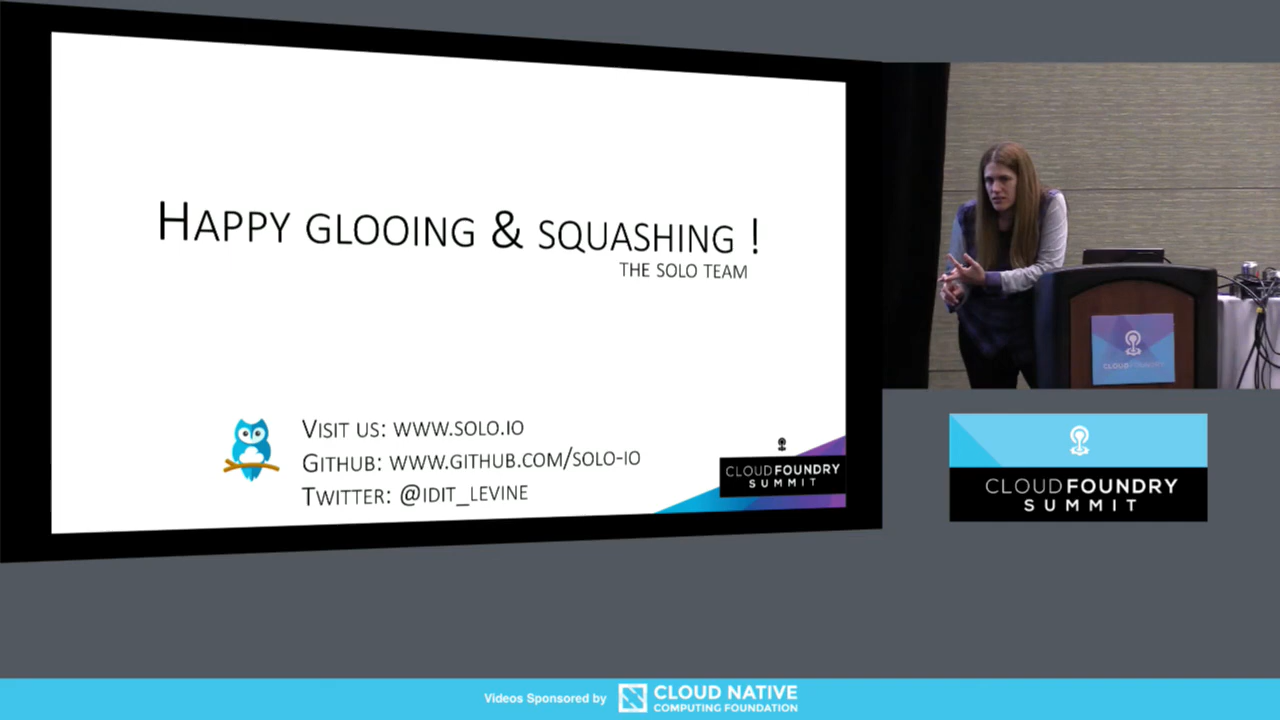 HAPPY GLOOING & SQUASHING !
THE SOLO TEAM
VISIT US: WWW.SOLO.IO
GITHUB: WWW.GITHUB.COM/SOLO-IO
TWITTER: @IDIT_LEVINE
CLOUDFOUNDRY
SUMMIT
CLOUDFOUNDRY
CLOUDFOUNDRY
SUMMIT
Videos Sponsored by
CLOUD NATIVE
COMPUTING FOUNDATION